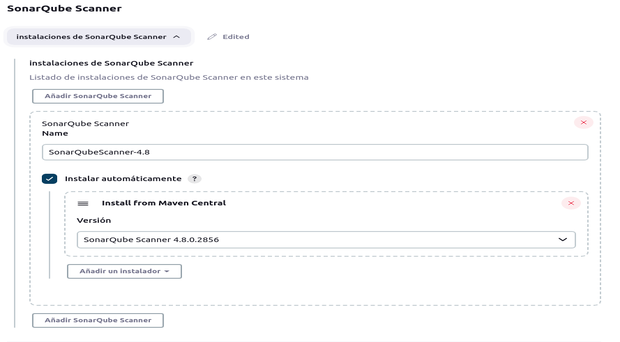 SonarQube Scanner
instalaciones de SonarQube Scanner
Edited
instalaciones de SonarQube Scanner
Listado de instalaciones de SonarQube Scanner en este sistema
Añadir SonarQube Scanner
SonarQube Scanner
Name
SonarQubeScanner-4.8
Instalar automáticamente ?
Install from Maven Central
Versión
SonarQube Scanner 4.8.0.2856
Añadir un instalador
Añadir SonarQube Scanner